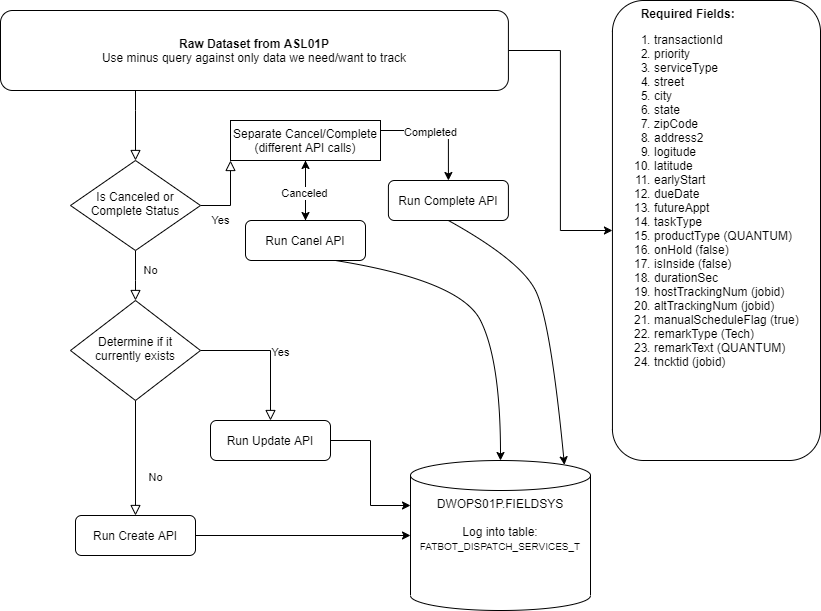 Raw Dataset from ASL01P
Use minus query against only data we need/want to track
Required Fields:
1. transactionId
2. priority
3. serviceType
4. street
5. city
6. state
7. zipCode
8. address2
9. logitude
10. latitude
11. earlyStart
12. dueDate
13. futureAppt
14. taskType
15. productType (QUANTUM)
16. onHold (false)
17. isInside (false)
18. durationSec
19. hostTrackingNum (jobid)
20. altTrackingNum (jobid)
21. manualScheduleFlag (true)
22. remarkType (Tech)
23. remarkText (QUANTUM)
24. tncktid (jobid)
Separate Cancel/Complete
(different API calls)
Completed
Is Canceled or
Complete Status
Yes
Canceled
Run Canel API
Run Complete API
No
Determine if it
currently exists
Yes
Run Update API
No
Run Create API
DWOPS01P.FIELDSYS
Log into table:
FATBOT_DISPATCH_SERVICES_T